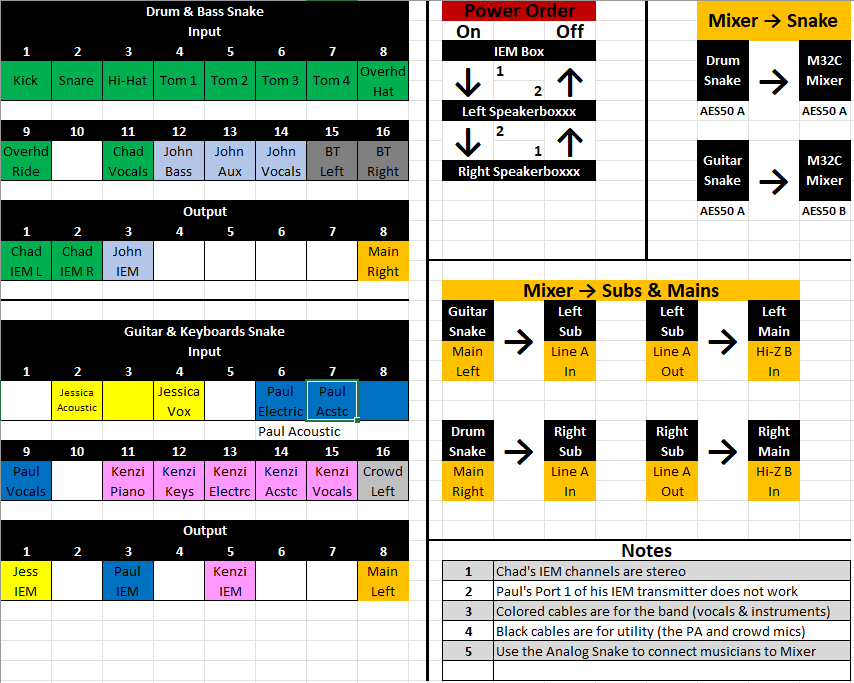 Drum & Bass Snake
Input
1 2 3 4 5 6 7 8
Kick Snare Hi-Hat Tom 1 Tom 2 Tom 3 Tom 4 Overhd Hat
9 10 11 12 13 14 15 16
Overhd Ride Chad Vocals John Bass John Aux John Vocals BT Left BT Right
Output
1 2 3 4 5 6 7 8
Chad IEM L Chad IEM R John IEM Main Right
Guitar & Keyboards Snake
Input
1 2 3 4 5 6 7 8
Jessica Acoustic Jessica Vox Paul Electric Paul Acstc
Paul Acoustic
9 10 11 12 13 14 15 16
Paul Vocals Kenzi Piano Kenzi Keys Kenzi Electrc Kenzi Acstc Kenzi Vocals Crowd Left
Output
1 2 3 4 5 6 7 8
Jess IEM Paul IEM Kenzi IEM Main Left
Power Order
On Off
IEM Box
↓ 1 2 ↑
Left Speakerboxxx
↓ 2 1 ↑
Right Speakerboxxx
Mixer → Snake
Drum Snake → M32C Mixer
AES50 A AES50 A
Guitar Snake → M32C Mixer
AES50 A AES50 B
Mixer → Subs & Mains
Guitar Snake → Left Sub Left Sub → Left Main
Main Left Line A In Line A Out Hi-Z B In
Drum Snake → Right Sub Right Sub → Right Main
Main Right Line A In Line A Out Hi-Z B In
Notes
1 Chad's IEM channels are stereo
2 Paul's Port 1 of his IEM transmitter does not work
3 Colored cables are for the band (vocals & instruments)
4 Black cables are for utility (the PA and crowd mics)
5 Use the Analog Snake to connect musicians to Mixer